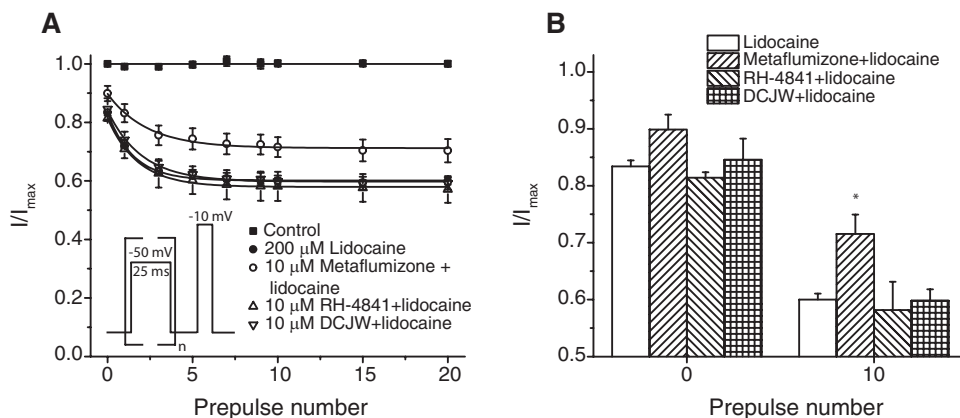 A
I/Imax
1.0
0.8
0.6
0.4
0.2
0.0
-10 mV
-50 mV
25 ms
n
Control
200 μM Lidocaine
10 μM Metaflumizone +
lidocaine
10 μM RH-4841+lidocaine
10 μM DCJW+lidocaine
0 5 10 15 20
Prepulse number
B
Lidocaine
Metaflumizone+lidocaine
RH-4841+lidocaine
DCJW+lidocaine
I/Imax
1.0
0.9
0.8
0.7
0.6
0.5
*
0 10
Prepulse number